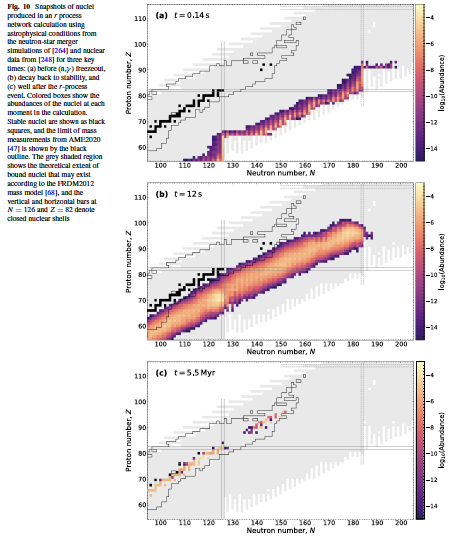 Fig. 10 Snapshots of nuclei
produced in an r process
network calculation using
astrophysical conditions from
the neutron-star merger
simulations of [264] and nuclear
data from [248] for three key
times: (a) before (n,γ) freezeout,
(b) decay back to stability, and
(c) well after the r-process
event. Colored boxes show the
abundances of the nuclei at each
moment in the calculation.
Stable nuclei are shown as black
squares, and the limit of mass
measurements from AME2020
[47] is shown by the black
outline. The grey shaded region
shows the theoretical extent of
bound nuclei that may exist
according to the FRDM2012
mass model [68], and the
vertical and horizontal bars at
N = 126 and Z = 82 denote
closed nuclear shells
(a) t = 0.14 s
Proton number, Z
110
100
90
80
70
60
100 110 120 130 140 150 160 170 180 190 200
Neutron number, N
−4
−6
−8
−10
−12
−14
log10(Abundance)
(b) t = 12 s
Proton number, Z
110
100
90
80
70
60
100 110 120 130 140 150 160 170 180 190 200
Neutron number, N
−4
−6
−8
−10
−12
−14
log10(Abundance)
(c) t = 5.5 Myr
Proton number, Z
110
100
90
80
70
60
100 110 120 130 140 150 160 170 180 190 200
Neutron number, N
−4
−6
−8
−10
−12
−14
log10(Abundance)